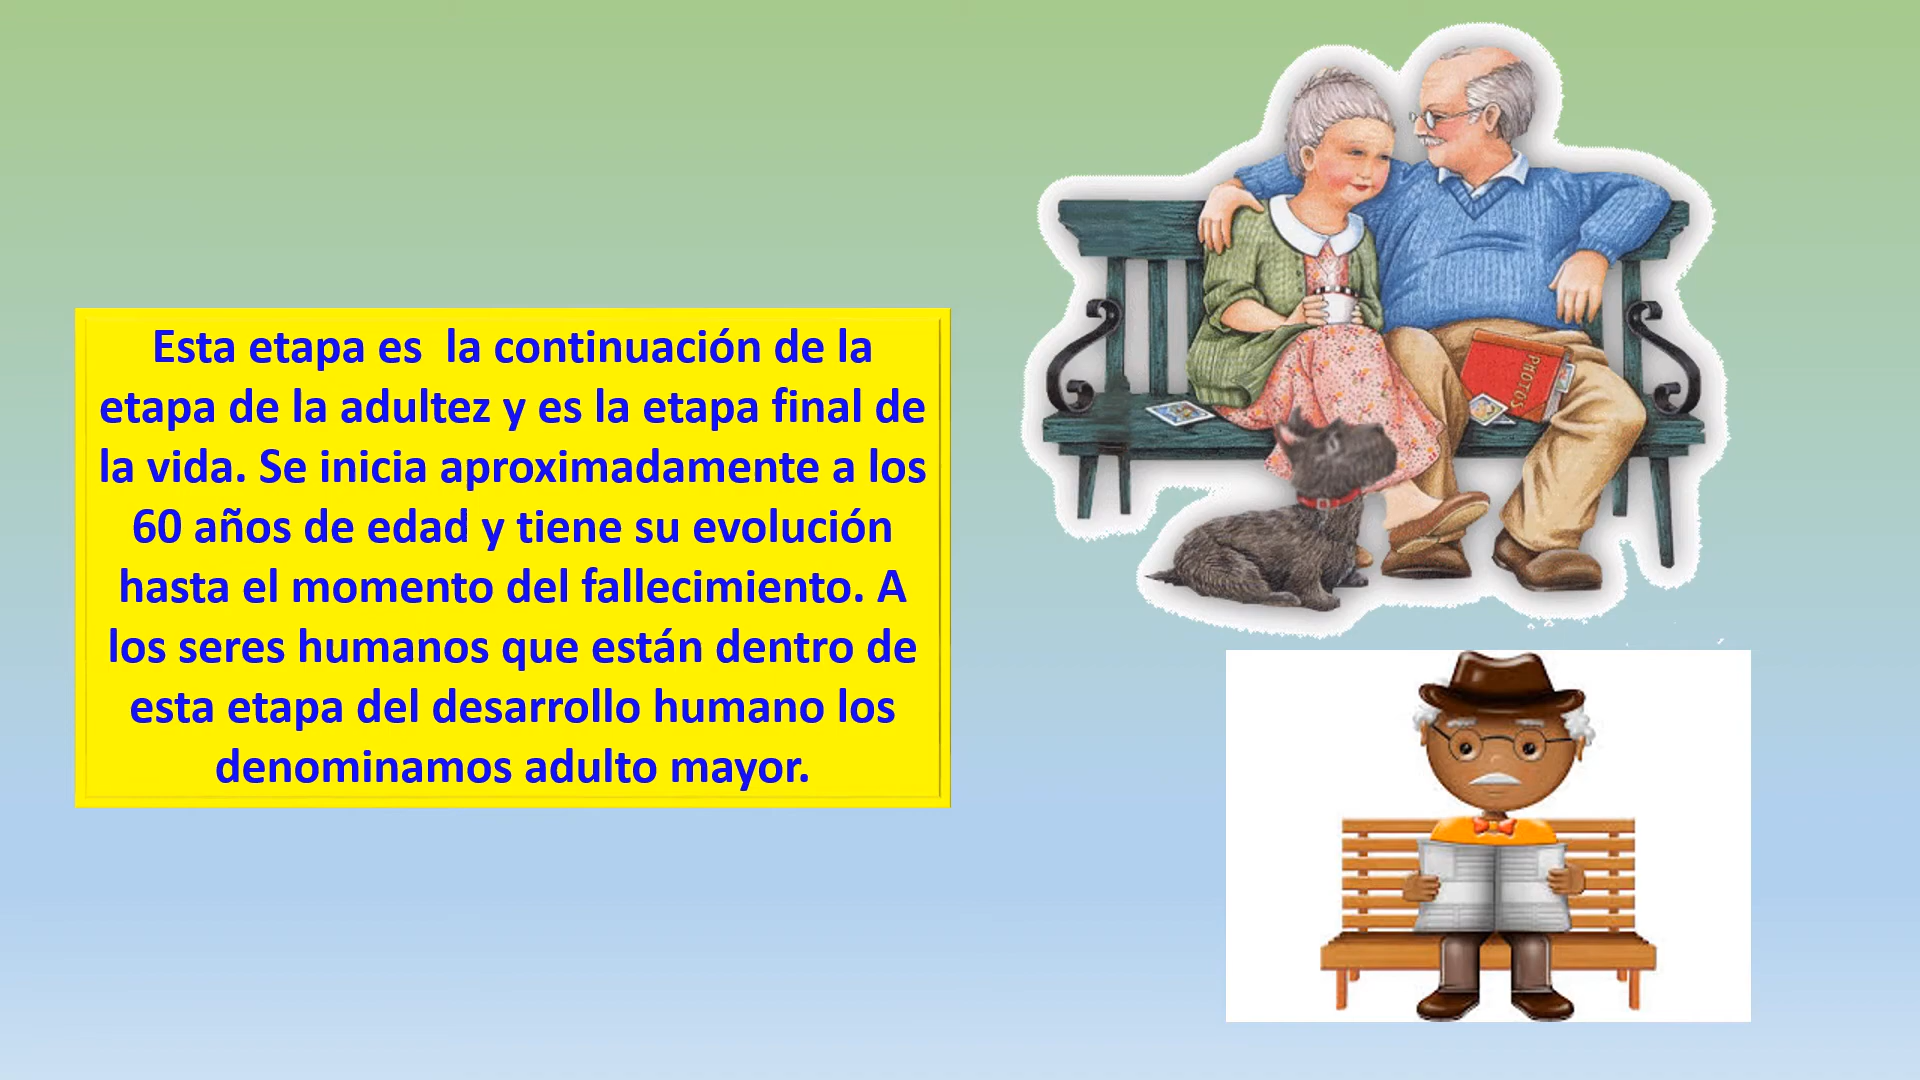 Esta etapa es  la continuación de la
etapa de la adultez y es la etapa final de
la vida. Se inicia aproximadamente a los
60 años de edad y tiene su evolución
hasta el momento del fallecimiento. A
los seres humanos que están dentro de
esta etapa del desarrollo humano los
denominamos adulto mayor.
PHOTOS